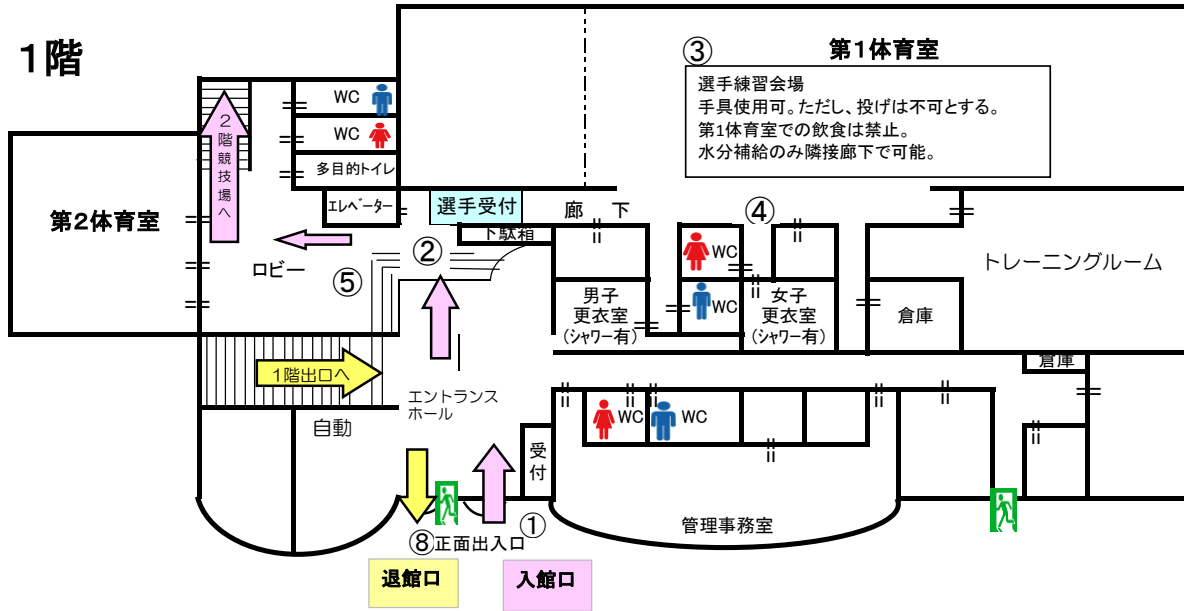 1階
③
第1体育室
選手練習会場
手具使用可。ただし、投げは不可とする。
第1体育室での飲食は禁止。
水分補給のみ隣接廊下で可能。
WC
WC
多目的トイレ
エレベーター
2階競技場へ
第2体育室
選手受付
廊下
④
下駄箱
②
ロビー
⑤
WC
WC
男子
更衣室
(シャワー有)
女子
更衣室
(シャワー有)
トレーニングルーム
倉庫
倉庫
1階出口へ
エントランス
ホール
自動
WC
WC
受付
管理事務室
①
⑧正面出入口
退館口
入館口